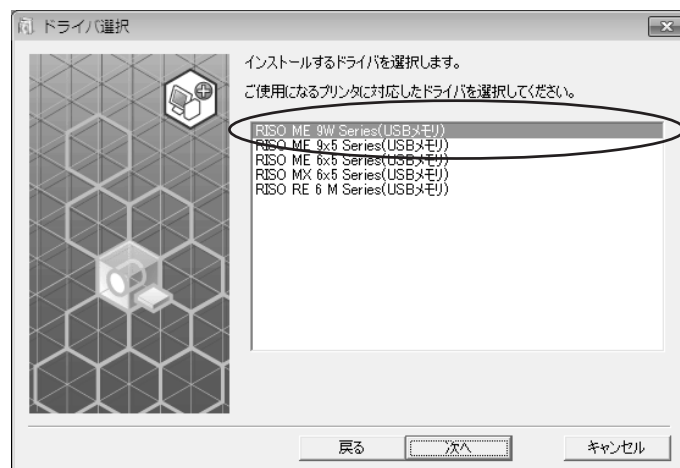 ドライバ選択
インストールするドライバを選択します。
ご使用になるプリンタに対応したドライバを選択してください。
RISO ME 9W Series(USBメモリ)
RISO ME 9x5 Series(USBメモリ)
RISO ME 6x5 Series(USBメモリ)
RISO MX 6x5 Series(USBメモリ)
RISO RE 6 M Series(USBメモリ)
戻る 次へ キャンセル